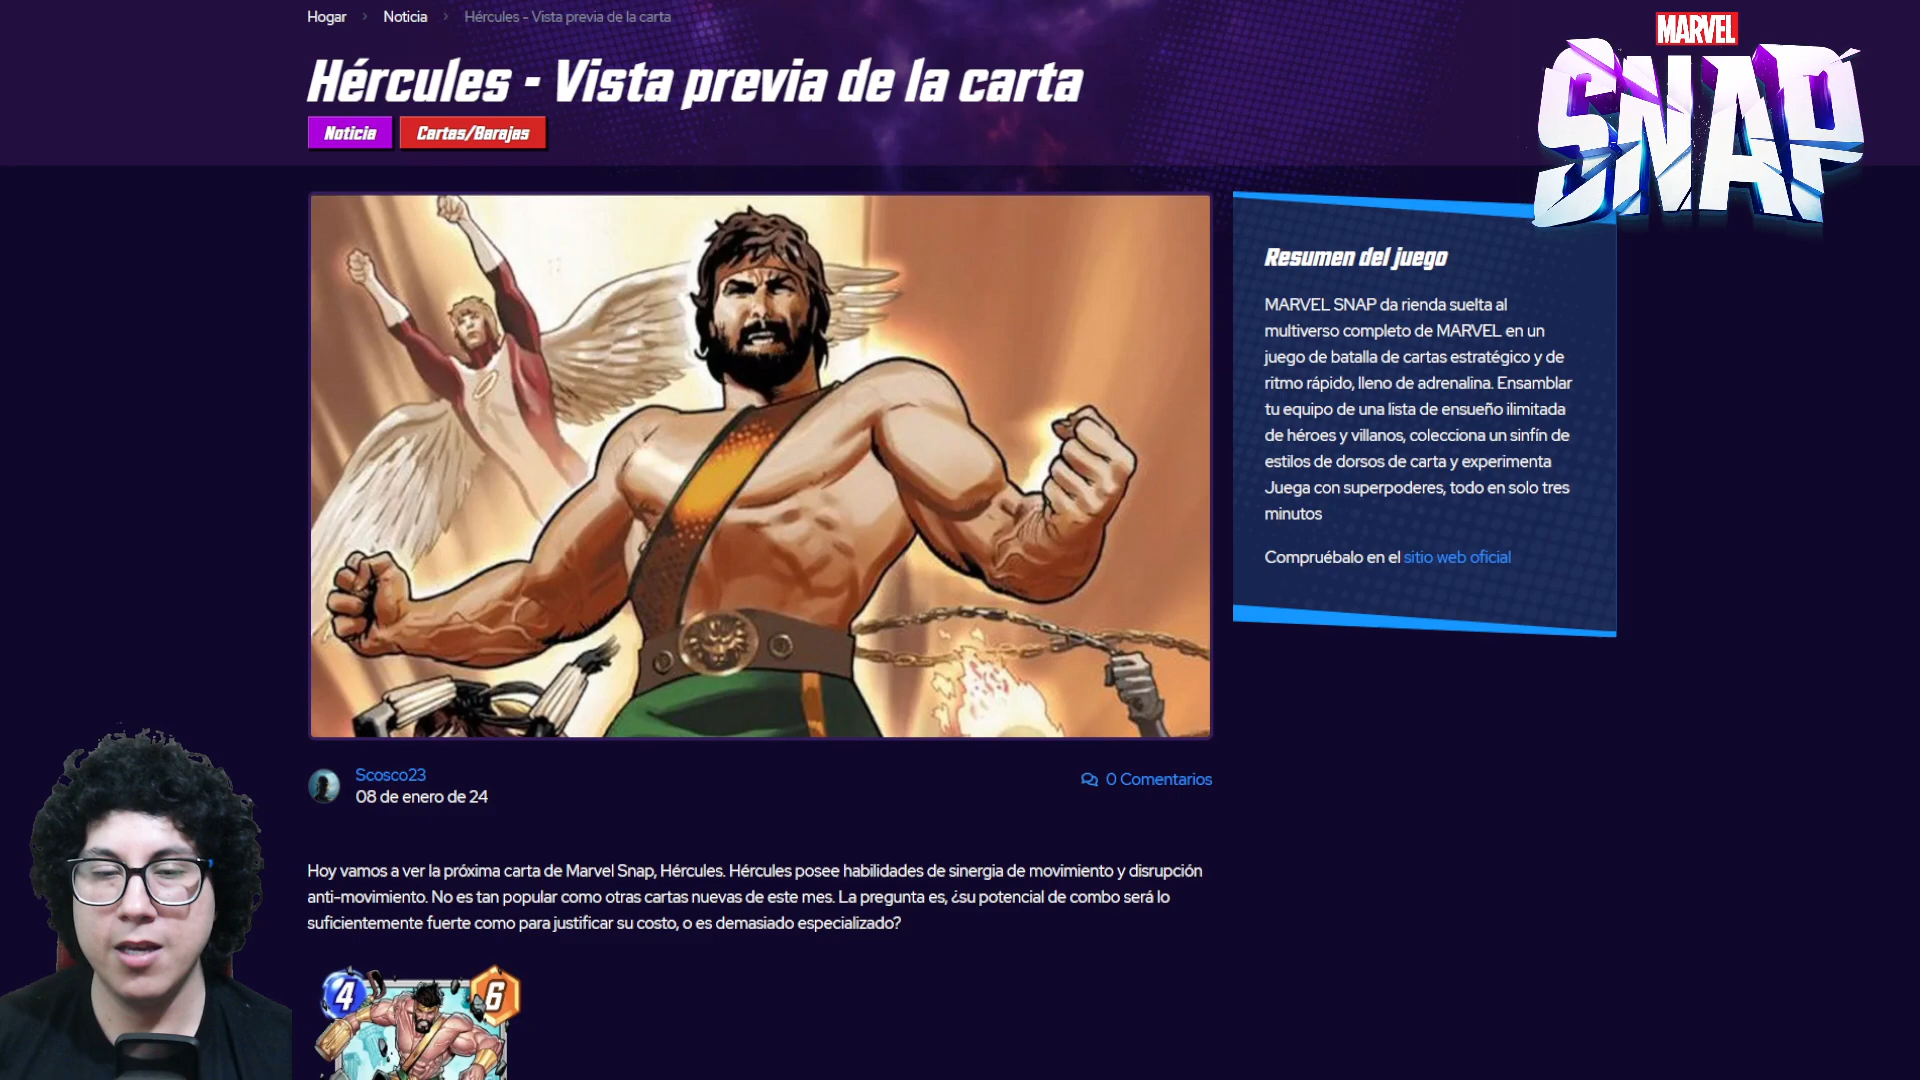 Hogar > Noticia > Hércules - Vista previa de la carta
MARVEL
SNAP
Hércules - Vista previa de la carta
Noticia
Cartas/Barajas
Resumen del juego
MARVEL SNAP da rienda suelta al
multiverso completo de MARVEL en un
juego de batalla de cartas estratégico y de
ritmo rápido, lleno de adrenalina. Ensamblar
tu equipo de una lista de ensueño ilimitada
de héroes y villanos, colecciona un sinfín de
estilos de dorsos de carta y experimenta
Juega con superpoderes, todo en solo tres
minutos
Compruébalo en el sitio web oficial
Scosco23
08 de enero de 24
0 Comentarios
Hoy vamos a ver la próxima carta de Marvel Snap, Hércules. Hércules posee habilidades de sinergia de movimiento y disrupción
anti-movimiento. No es tan popular como otras cartas nuevas de este mes. La pregunta es, ¿su potencial de combo será lo
suficientemente fuerte como para justificar su costo, o es demasiado especializado?
4
6